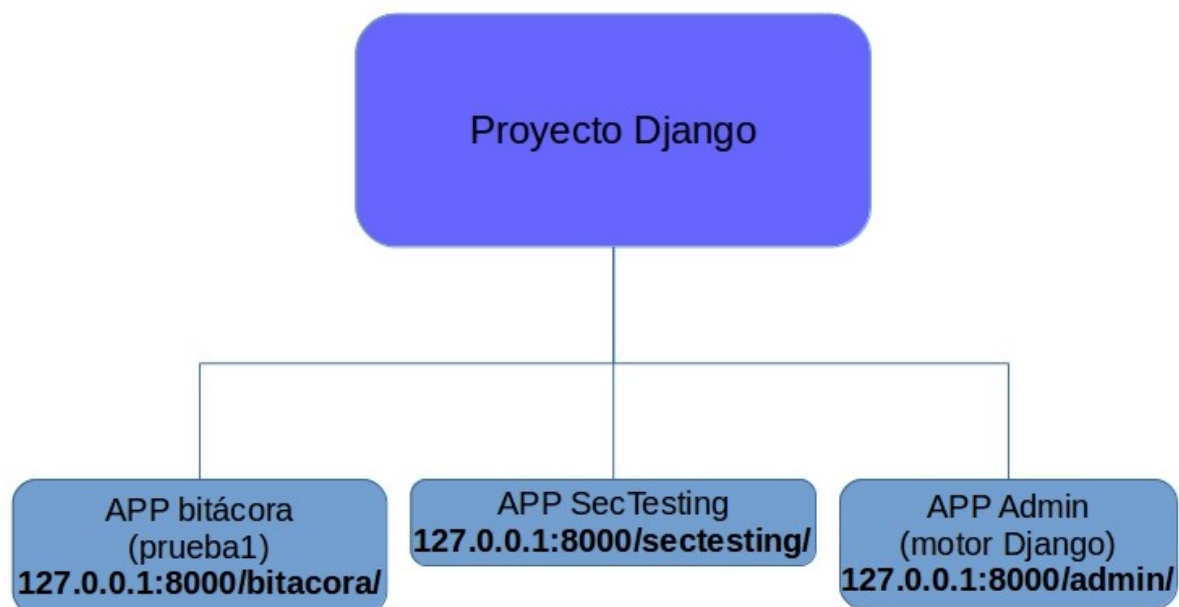 Proyecto Django
APP bitácora
(prueba1)
127.0.0.1:8000/bitacora/
APP SecTesting
127.0.0.1:8000/sectesting/
APP Admin
(motor Django)
127.0.0.1:8000/admin/